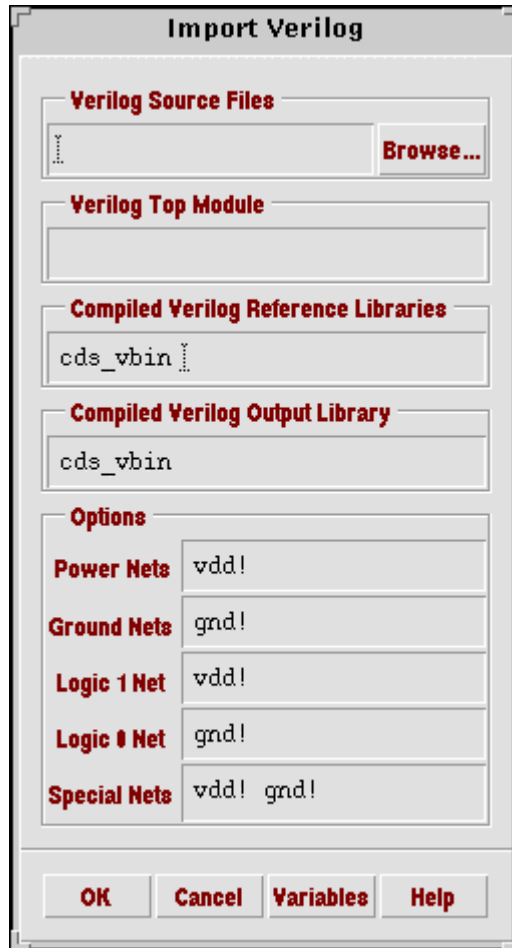 Import Verilog
Verilog Source Files
Browse...
Verilog Top Module
Compiled Verilog Reference Libraries
cds_vbin
Compiled Verilog Output Library
cds_vbin
Options
Power Nets vdd!
Ground Nets gnd!
Logic 1 Net vdd!
Logic 0 Net gnd!
Special Nets vdd! gnd!
OK Cancel Variables Help